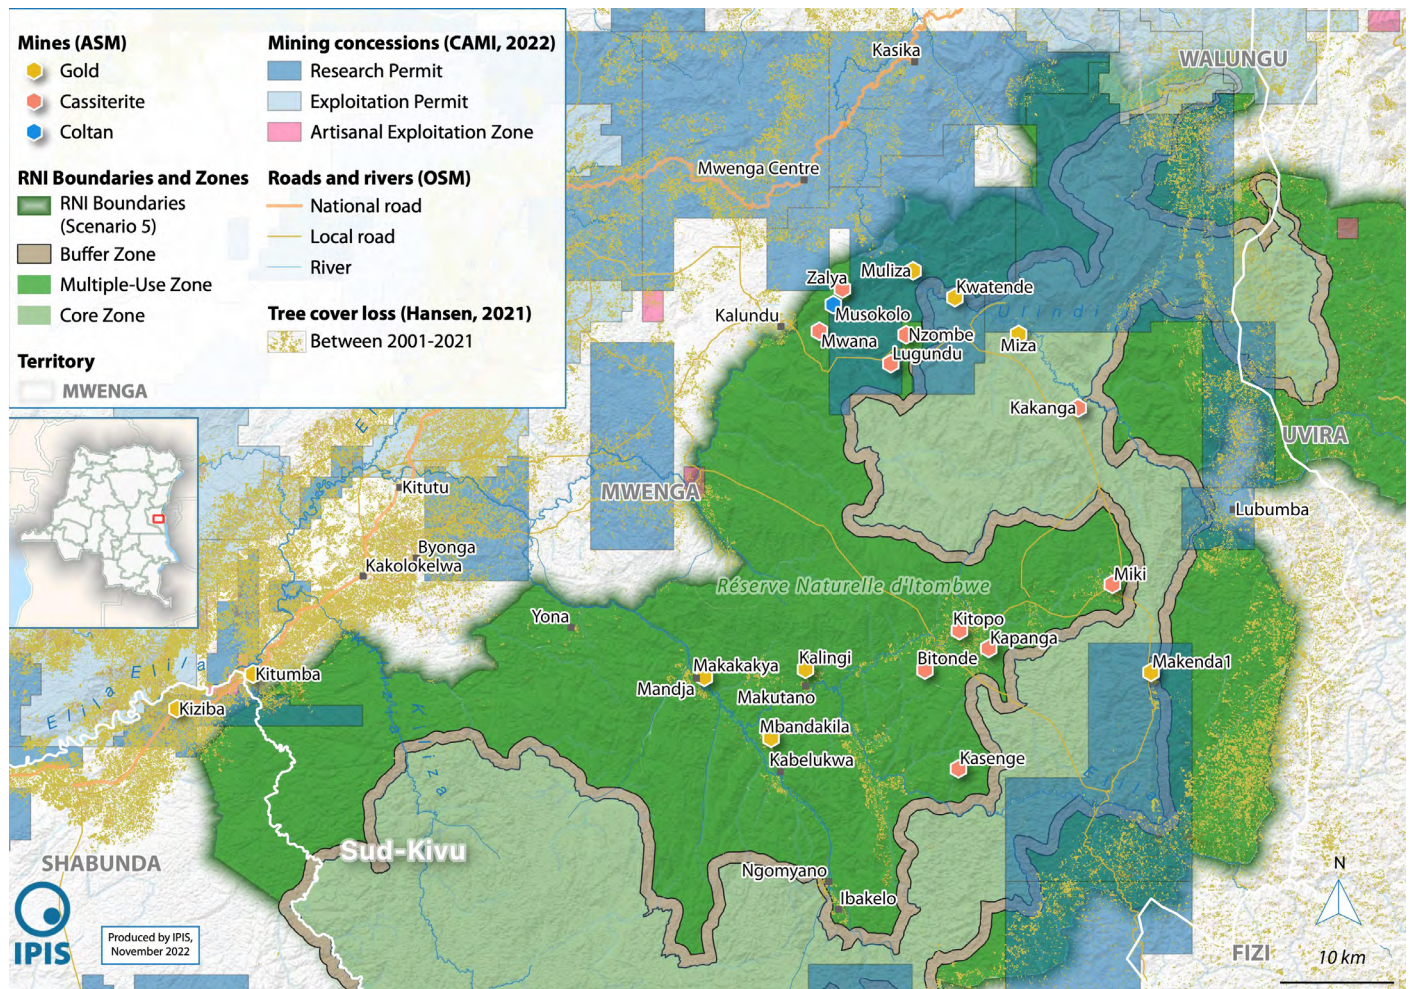 Mines (ASM)
Gold
Cassiterite
Coltan
RNI Boundaries and Zones
RNI Boundaries
(Scenario 5)
Buffer Zone
Multiple-Use Zone
Core Zone
Territory
MWENGA
Mining concessions (CAMI, 2022)
Research Permit
Exploitation Permit
Artisanal Exploitation Zone
Roads and rivers (OSM)
National road
Local road
River
Tree cover loss (Hansen, 2021)
Between 2001-2021
Kasika
WALUNGU
Mwenga Centre
Zalya
Muliza
Kwatende
Musokolo
Ulindi
Kalundu
Mwana
Nzombe
Miza
Lugundu
Kakanga
UVIRA
MWENGA
Kitutu
Lubumba
Byonga
Kakolokelwa
Réserve Naturelle d'Itombwe
Miki
Yona
Kitopo
Kapanga
Makakakya
Kalingi
Bitonde
Makenda1
Mandja
Makutano
Elila
Elila
Kitumba
Kiziba
Mbandakila
Kabelukwa
Kasenge
Sud-Kivu
SHABUNDA
Ngomyano
Ibakelo
IPIS
Produced by IPIS,
November 2022
FIZI
N
10 km